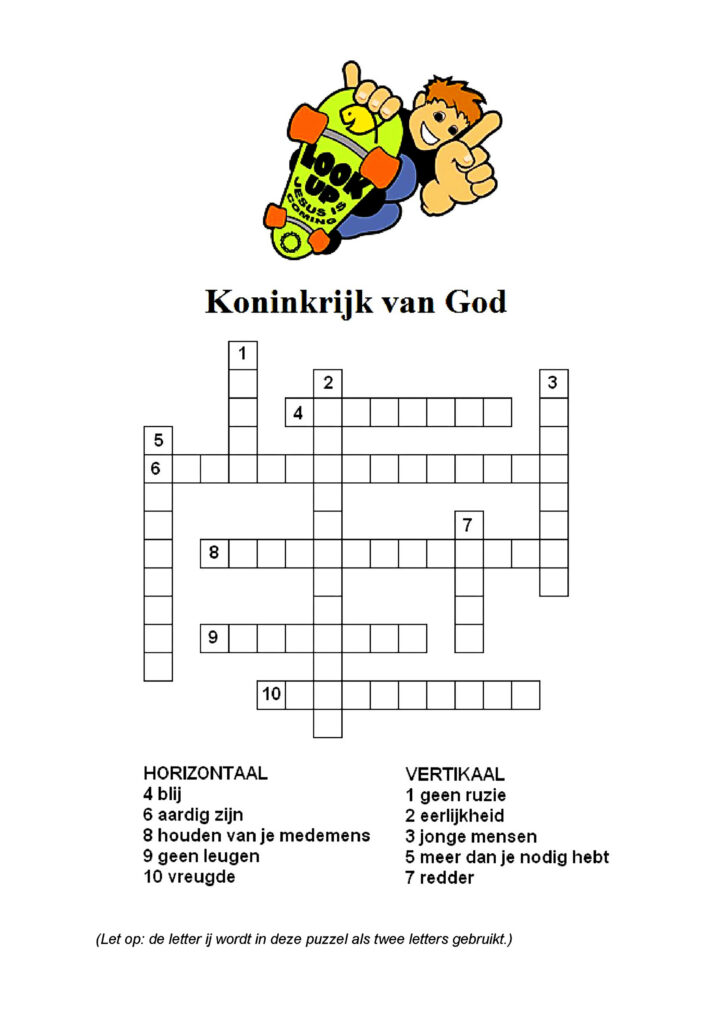 LOOK
UP
JESUS IS
COMING
Koninkrijk van God
1
2
3
4
5
6
7
8
9
10
HORIZONTAAL
4 blij
6 aardig zijn
8 houden van je medemens
9 geen leugen
10 vreugde
VERTIKAAL
1 geen ruzie
2 eerlijkheid
3 jonge mensen
5 meer dan je nodig hebt
7 redder
(Let op: de letter ij wordt in deze puzzel als twee letters gebruikt.)